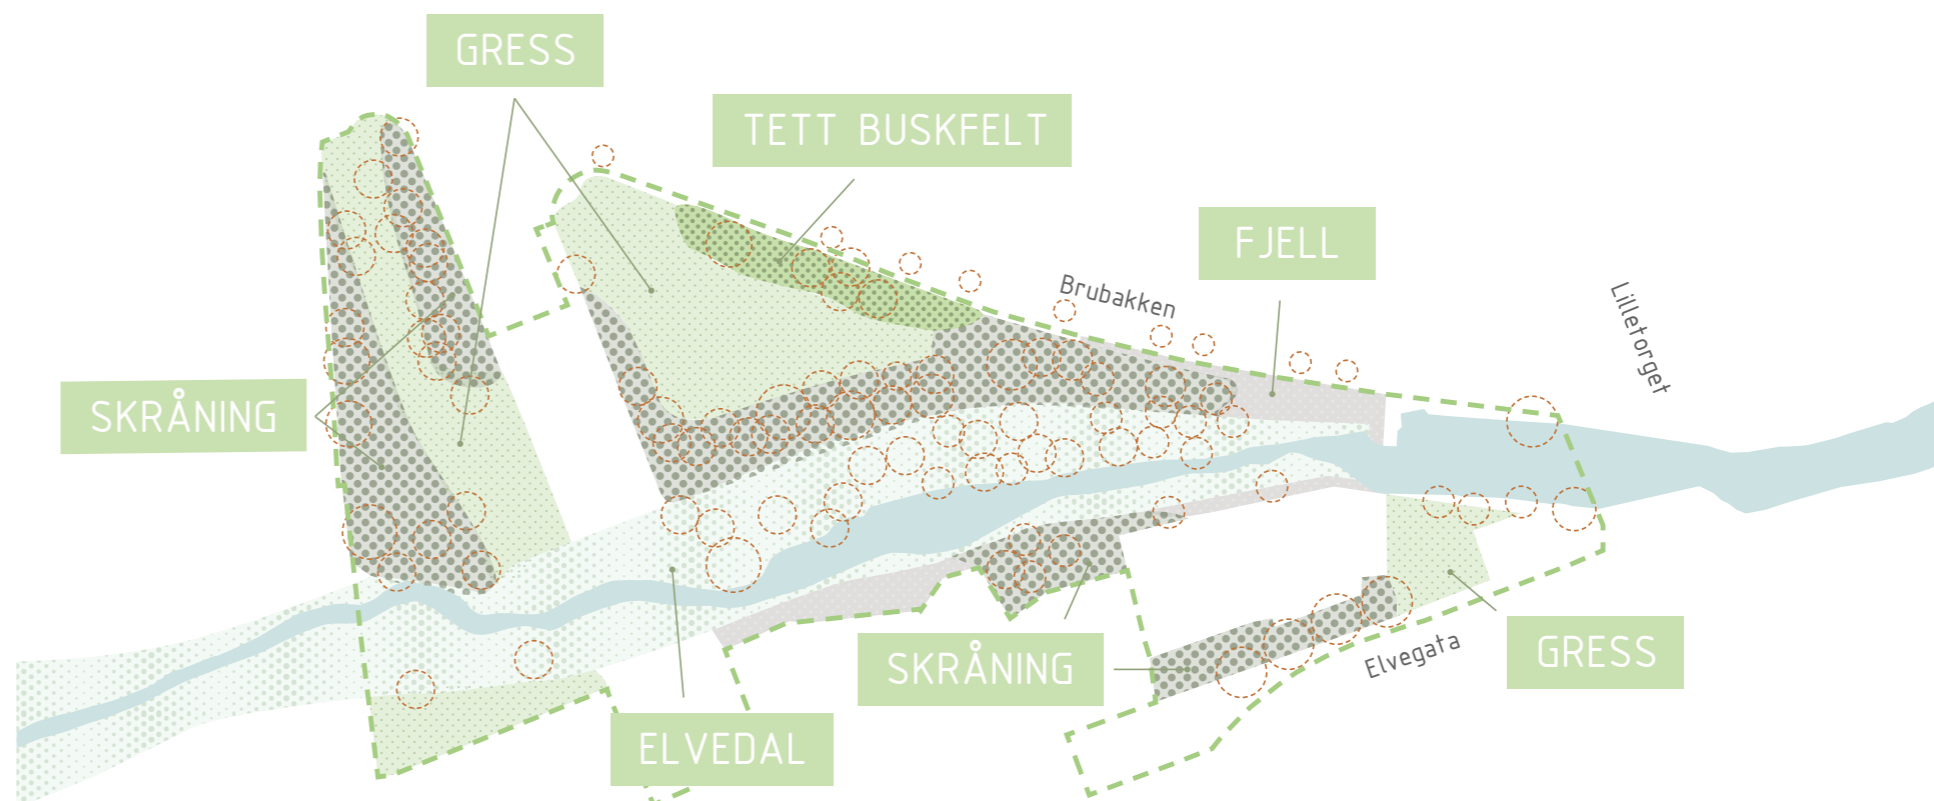 GRESS
TETT BUSKFELT
FJELL
Brubakken
Lilletorget
SKRÅNING
SKRÅNING
Elvegata
GRESS
ELVEDAL